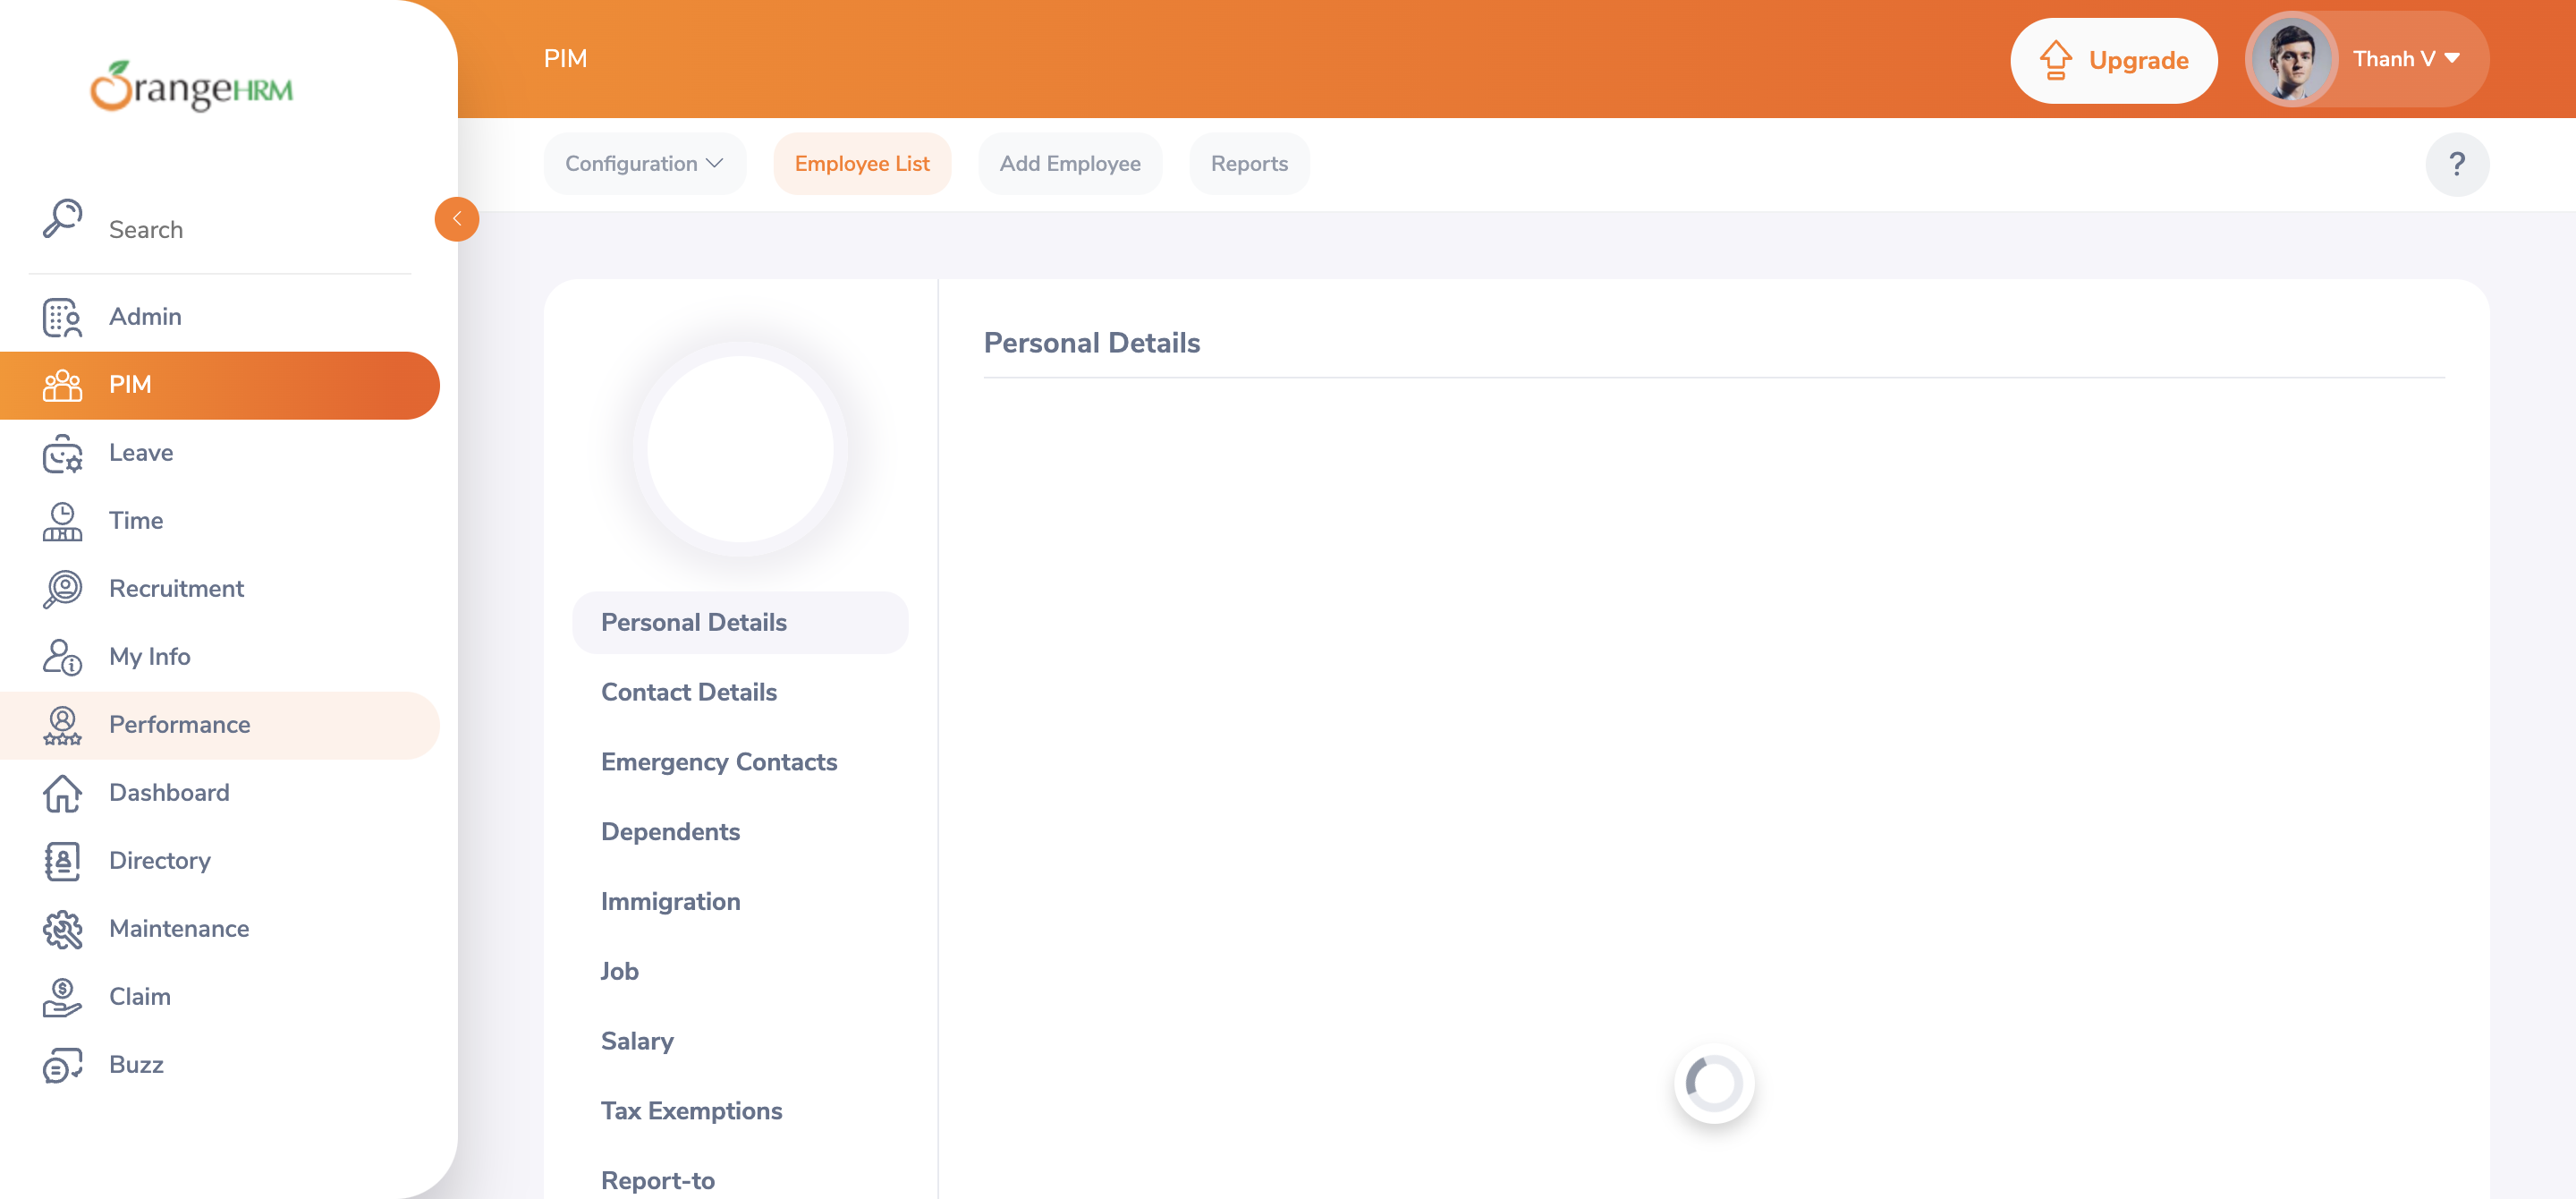 OrangeHRM
PIM
Upgrade
Thanh V
Configuration
Employee List
Add Employee
Reports
?
Search
Admin
PIM
Leave
Time
Recruitment
My Info
Performance
Dashboard
Directory
Maintenance
Claim
Buzz
Personal Details
Contact Details
Emergency Contacts
Dependents
Immigration
Job
Salary
Tax Exemptions
Report-to
Personal Details